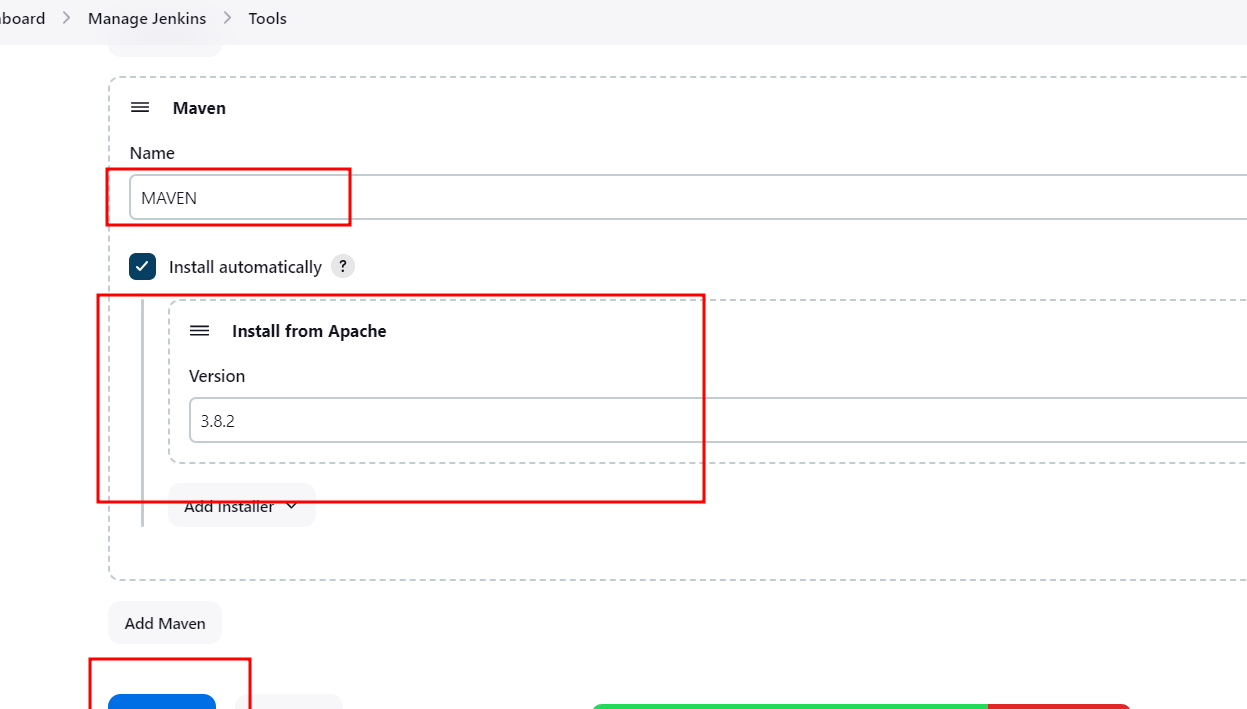 board > Manage Jenkins > Tools
Maven
Name
MAVEN
Install automatically ?
Install from Apache
Version
3.8.2
Add Installer
Add Maven